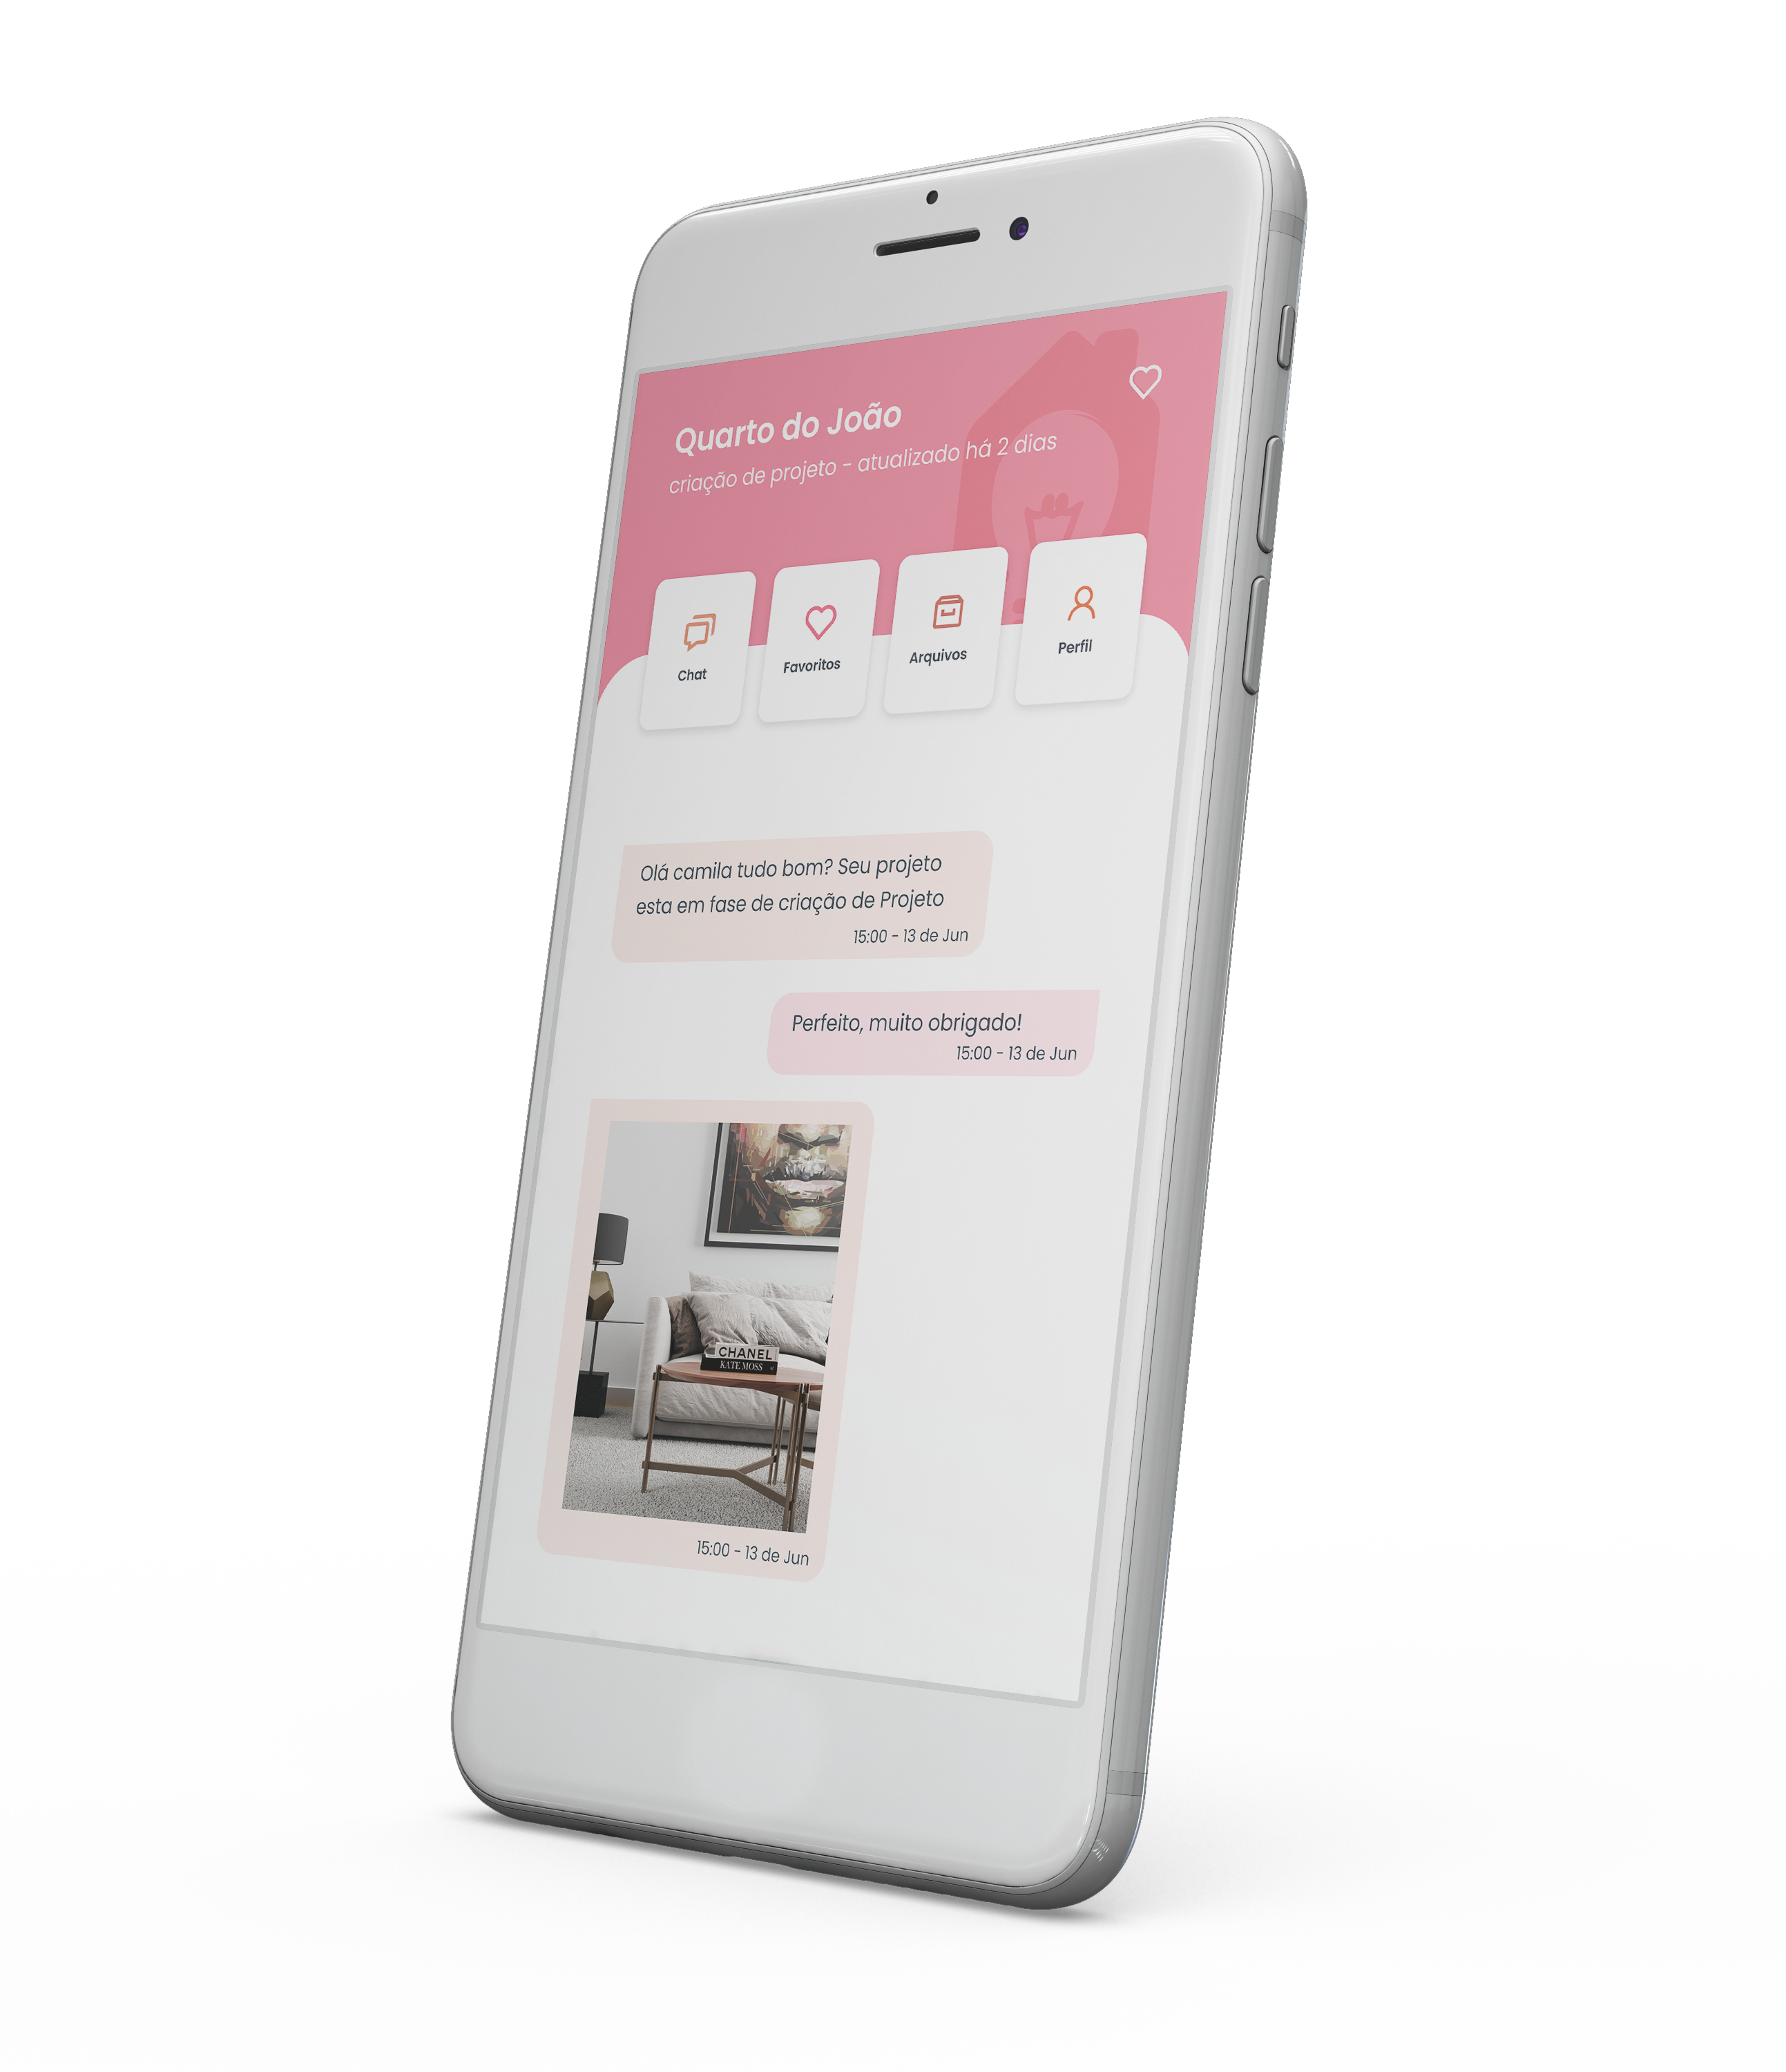 Quarto do João
criação de projeto - atualizado há 2 dias
Chat
Favoritos
Arquivos
Perfil
Olá camila tudo bom? Seu projeto
esta em fase de criação de Projeto
15:00 - 13 de Jun
Perfeito, muito obrigado!
15:00 - 13 de Jun
CHANEL
KATE MOSS
15:00 - 13 de Jun